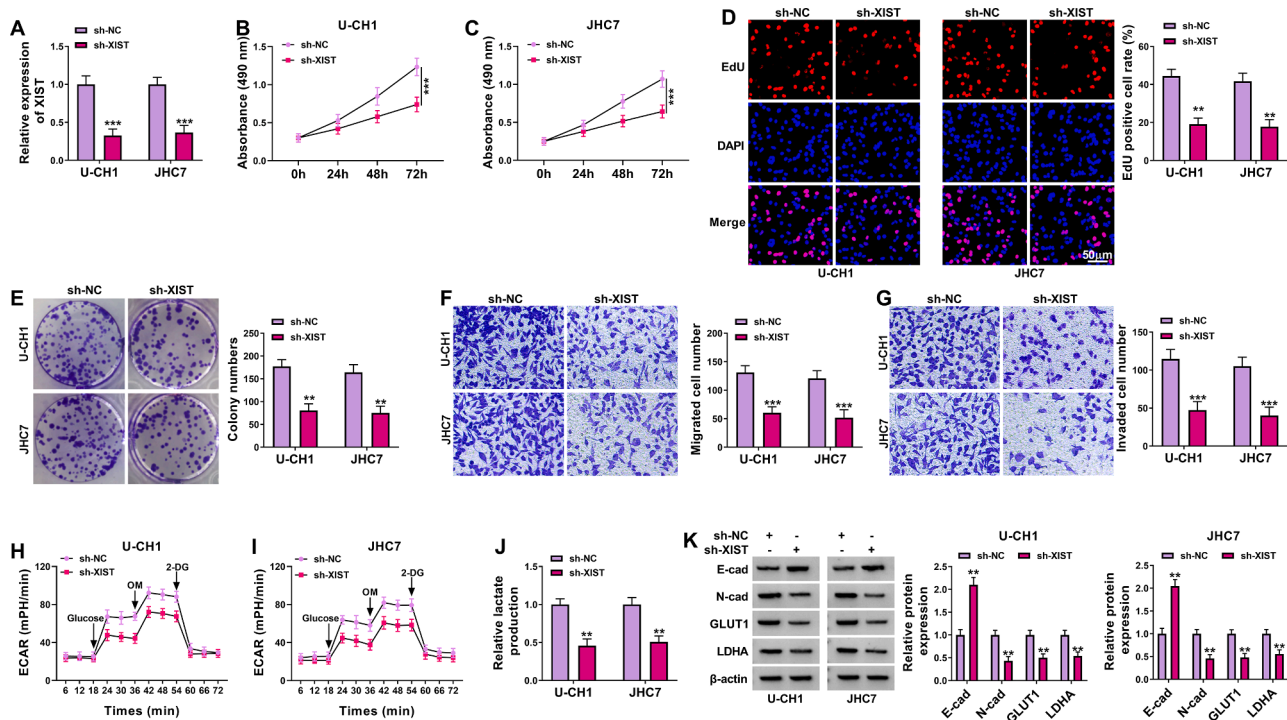 A
sh-NC
sh-XIST
Relative expression
of XIST
1.5
1.0
0.5
0.0
***
***
U-CH1
JHC7
B
U-CH1
sh-NC
sh-XIST
Absorbance (490 nm)
1.5
1.0
0.5
0.0
***
0h
24h
48h
72h
C
JHC7
sh-NC
sh-XIST
Absorbance (490 nm)
1.5
1.0
0.5
0.0
***
0h
24h
48h
72h
D
sh-NC
sh-XIST
sh-NC
sh-XIST
EdU
DAPI
Merge
50μm
U-CH1
JHC7
sh-NC
sh-XIST
EdU positive cell rate (%)
60
40
20
0
**
**
U-CH1
JHC7
E
sh-NC
sh-XIST
U-CH1
JHC7
sh-NC
sh-XIST
Colony numbers
250
200
150
100
50
0
**
**
U-CH1
JHC7
F
sh-NC
sh-XIST
U-CH1
JHC7
sh-NC
sh-XIST
Migrated cell number
200
150
100
50
0
***
***
U-CH1
JHC7
G
sh-NC
sh-XIST
U-CH1
JHC7
sh-NC
sh-XIST
Invaded cell number
150
100
50
0
***
***
U-CH1
JHC7
H
U-CH1
sh-NC
sh-XIST
ECAR (mPH/min)
120
80
40
0
Glucose
OM
2-DG
6 12 18 24 30 36 42 48 54 60 66 72
Times (min)
I
JHC7
sh-NC
sh-XIST
ECAR (mPH/min)
120
80
40
0
Glucose
OM
2-DG
6 12 18 24 30 36 42 48 54 60 66 72
Times (min)
J
sh-NC
sh-XIST
Relative lactate
production
1.5
1.0
0.5
0.0
**
**
U-CH1
JHC7
K
sh-NC + - + -
sh-XIST - + - +
E-cad
N-cad
GLUT1
LDHA
β-actin
U-CH1
JHC7
U-CH1
sh-NC
sh-XIST
Relative protein
expression
2.5
2.0
1.5
1.0
0.5
0.0
**
**
**
**
E-cad
N-cad
GLUT1
LDHA
JHC7
sh-NC
sh-XIST
Relative protein
expression
2.5
2.0
1.5
1.0
0.5
0.0
**
**
**
**
E-cad
N-cad
GLUT1
LDHA